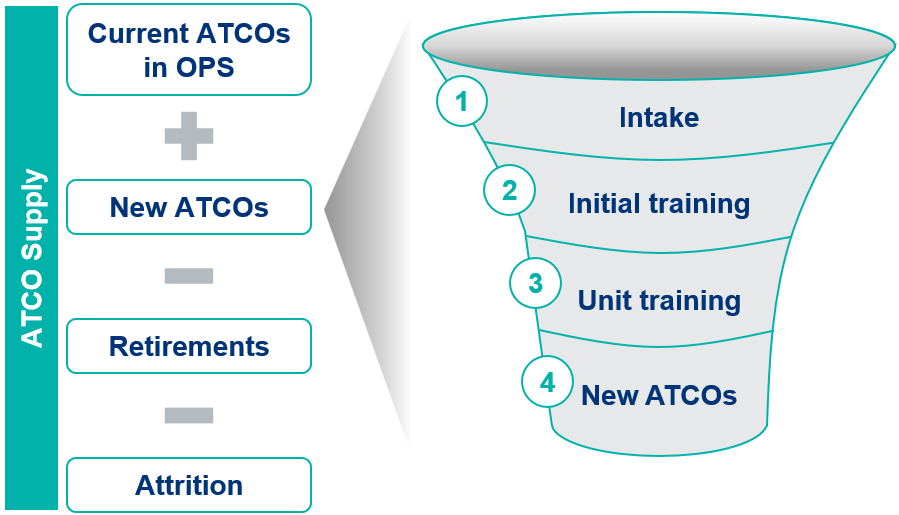 ATCO Supply
Current ATCOs
in OPS
New ATCOs
Retirements
Attrition
1
Intake
2
Initial training
3
Unit training
4
New ATCOs